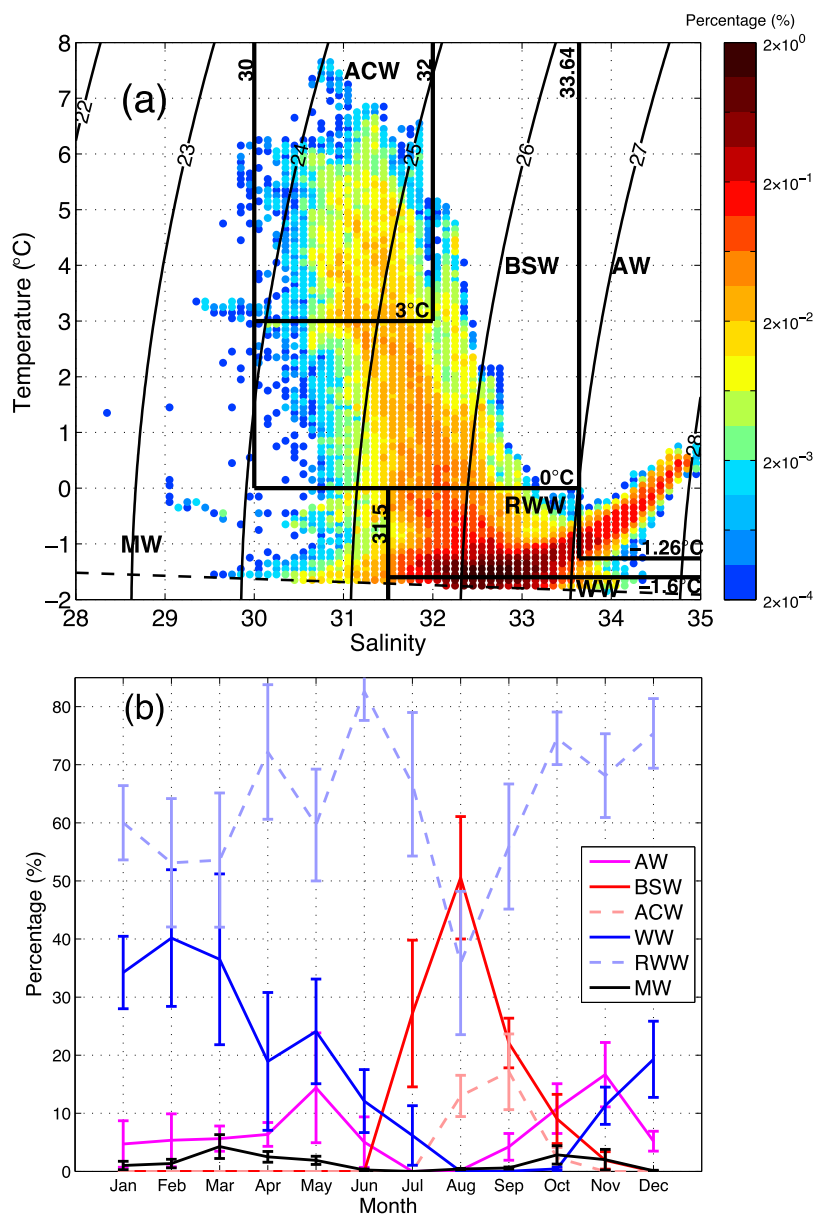 Percentage (%)
(a)
8
7
6
5
4
3
2
1
0
−1
−2
Temperature (°C)
28
29
30
31
32
33
34
35
Salinity
22
23
24
25
26
27
28
30
ACW
32
33.64
BSW
AW
3°C
0°C
RWW
31.5
MW
−1.26°C
WW
−1.6°C
2×10⁰
2×10⁻¹
2×10⁻²
2×10⁻³
2×10⁻⁴
(b)
85
80
70
60
50
40
30
20
10
0
Percentage (%)
AW
BSW
ACW
WW
RWW
MW
Jan Feb Mar Apr May Jun Jul Aug Sep Oct Nov Dec
Month